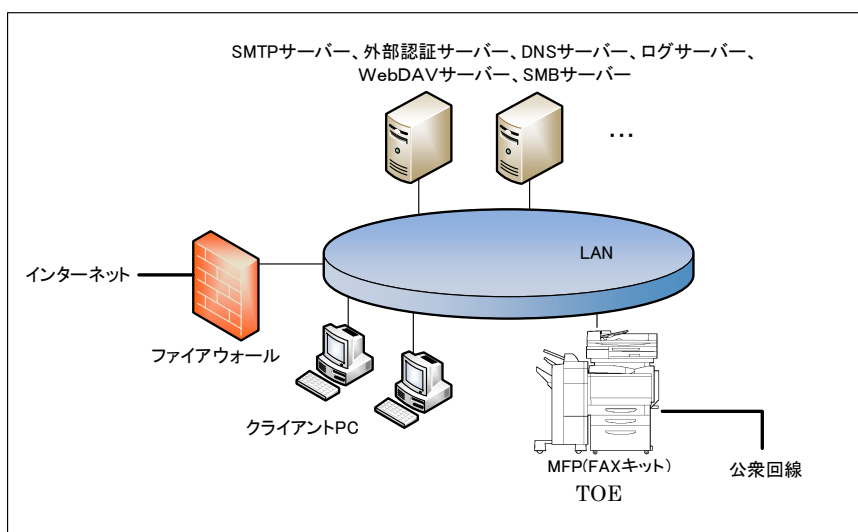 SMTPサーバー、外部認証サーバー、DNSサーバー、ログサーバー、
WebDAVサーバー、SMBサーバー
…
LAN
インターネット
ファイアウォール
クライアントPC
MFP(FAXキット)
TOE
公衆回線